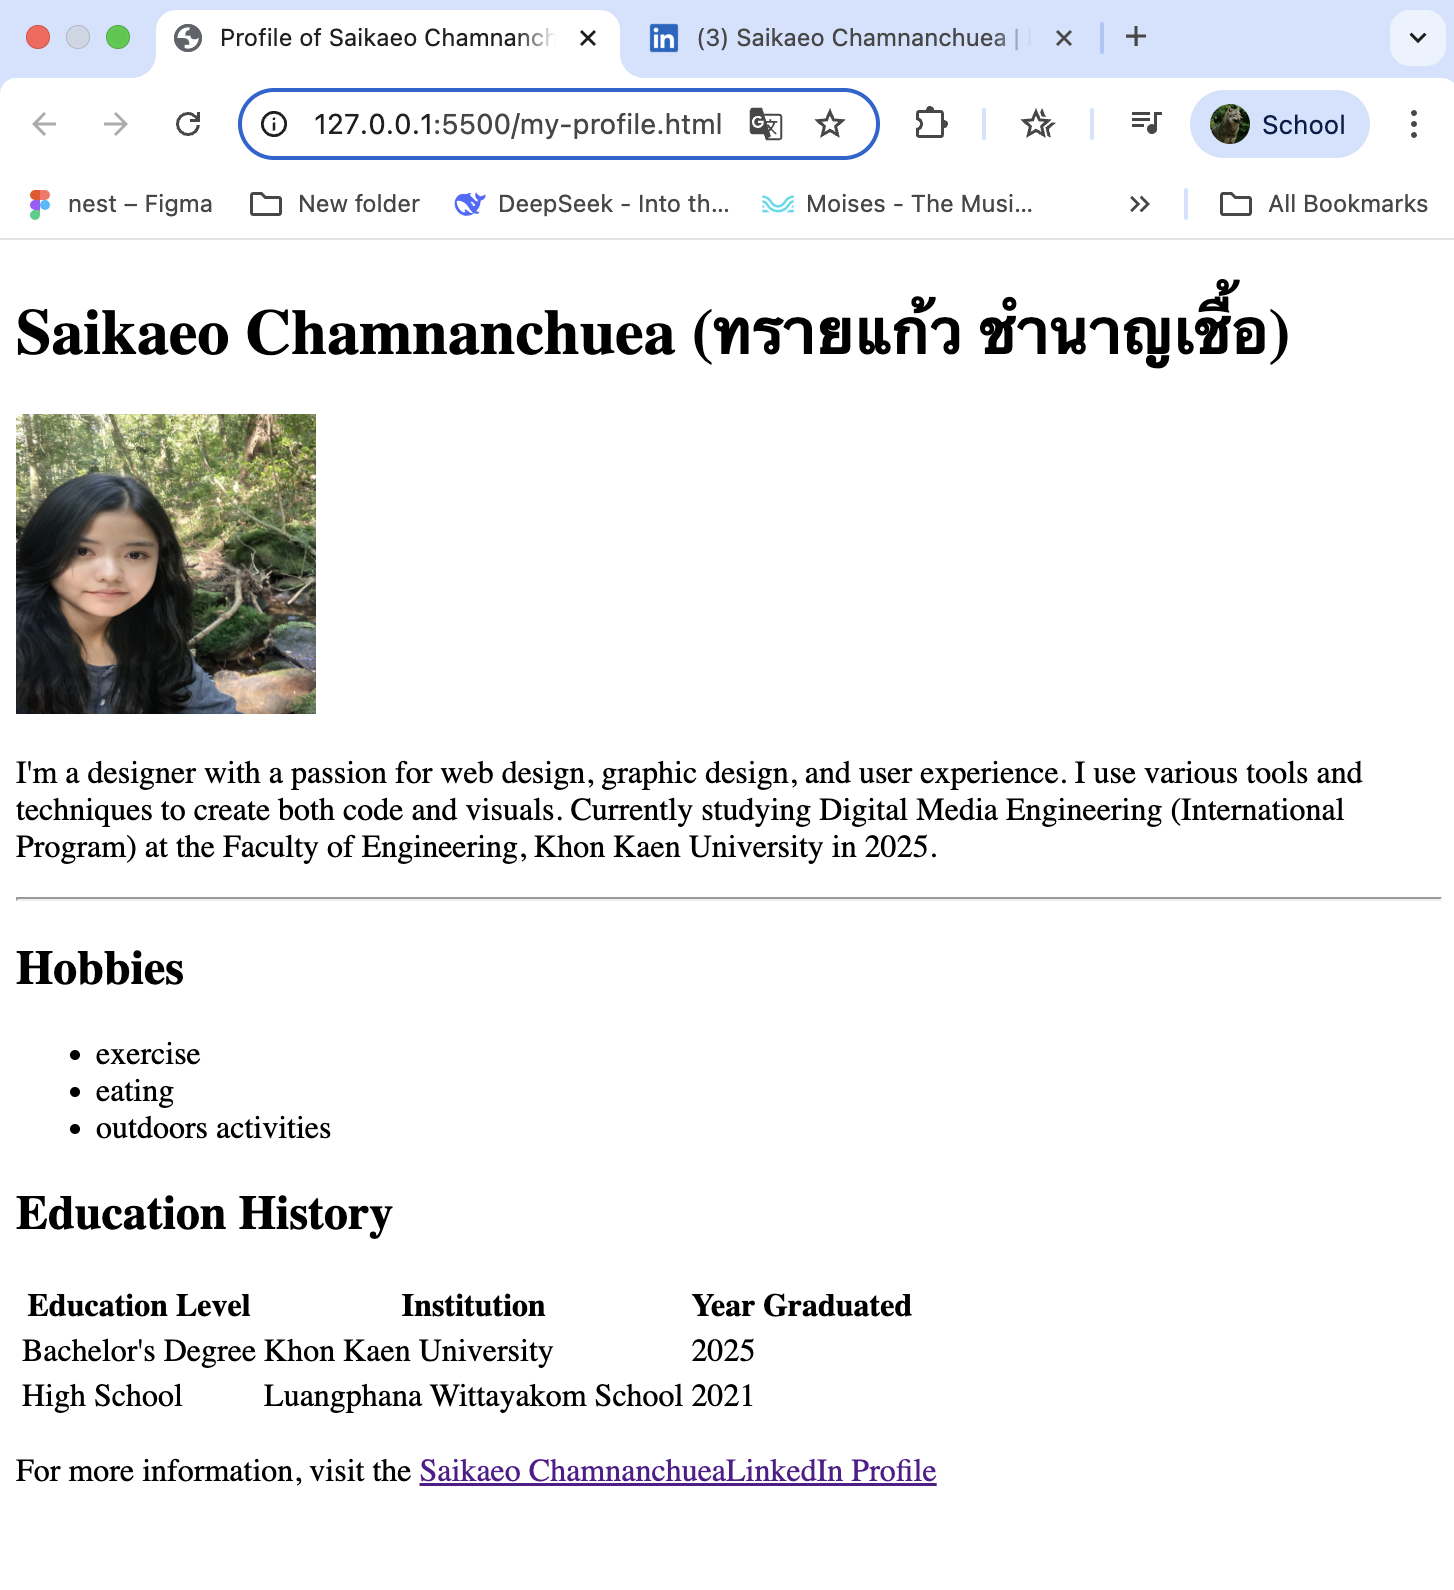 Profile of Saikaeo Chamnanch
(3) Saikaeo Chamnanchuea |
127.0.0.1:5500/my-profile.html
School
nest – Figma
New folder
DeepSeek - Into th...
Moises - The Musi...
All Bookmarks
Saikaeo Chamnanchuea (ทรายแก้ว ชำนาญเชื้อ)
I'm a designer with a passion for web design, graphic design, and user experience. I use various tools and
techniques to create both code and visuals. Currently studying Digital Media Engineering (International
Program) at the Faculty of Engineering, Khon Kaen University in 2025.
Hobbies
• exercise
• eating
• outdoors activities
Education History
Education Level Institution Year Graduated
Bachelor's Degree Khon Kaen University 2025
High School Luangphana Wittayakom School 2021
For more information, visit the Saikaeo ChamnanchueaLinkedIn Profile